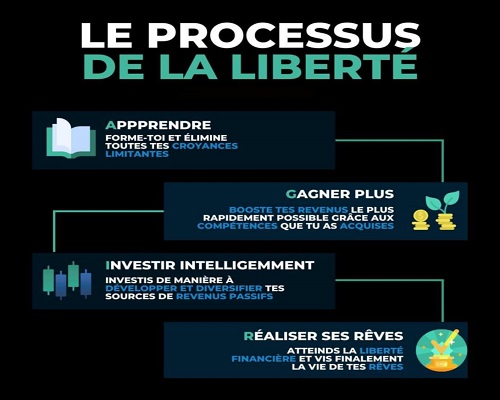 LE PROCESSUS
DE LA LIBERTÉ
APPPRENDRE
FORME-TOI ET ÉLIMINE
TOUTES TES CROYANCES
LIMITANTES
GAGNER PLUS
BOOSTE TES REVENUS LE PLUS
RAPIDEMENT POSSIBLE GRÂCE AUX
COMPÉTENCES QUE TU AS ACQUISES
INVESTIR INTELLIGEMMENT
INVESTIS DE MANIÈRE À
DÉVELOPPER ET DIVERSIFIER TES
SOURCES DE REVENUS PASSIFS
RÉALISER SES RÊVES
ATTEINDS LA LIBERTÉ
FINANCIÈRE ET VIS FINALEMENT
LA VIE DE TES RÊVES